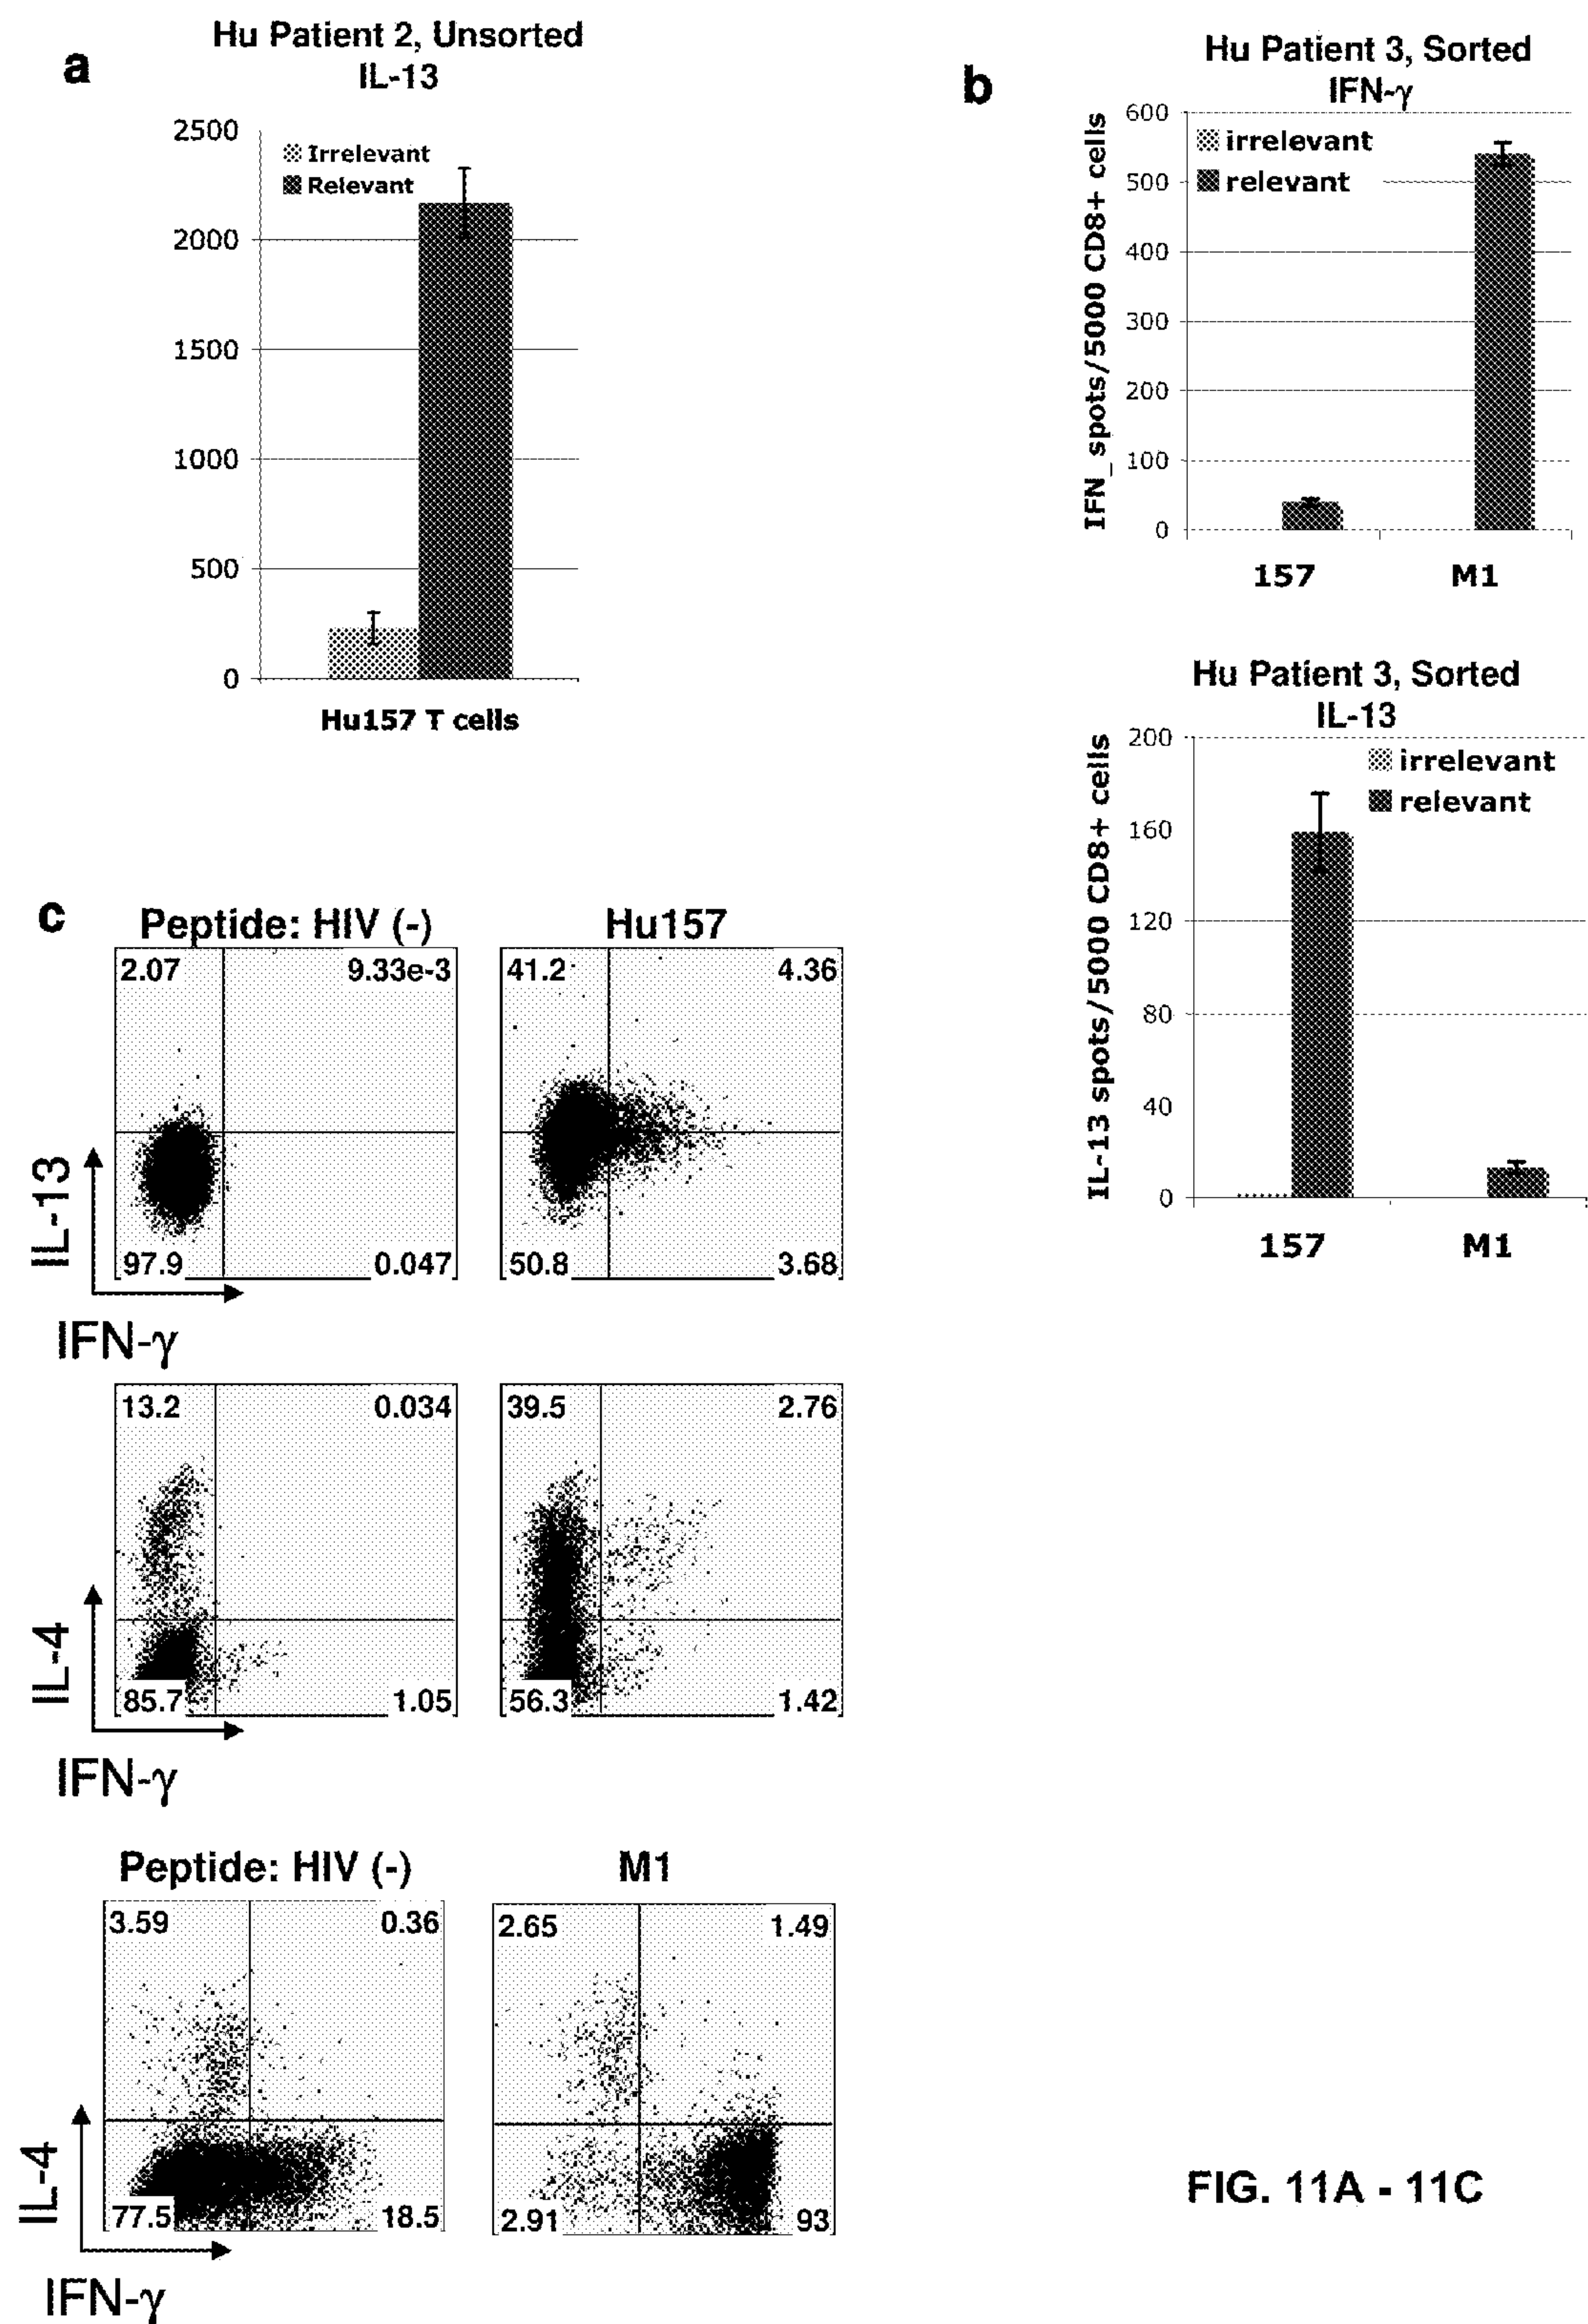 a
Hu Patient 2, Unsorted
IL-13
2500
2000
1500
1000
500
0
Irrelevant
Relevant
Hu157 T cells
b
Hu Patient 3, Sorted
IFN-γ
IFN_spots/5000 CD8+ cells
600
500
400
300
200
100
0
irrelevant
relevant
157 M1
Hu Patient 3, Sorted
IL-13
IL-13 spots/5000 CD8+ cells
200
160
120
80
40
0
irrelevant
relevant
157 M1
c
Peptide: HIV (-) Hu157
2.07 9.33e-3 41.2 4.36
IL-13
97.9 0.047 50.8 3.68
IFN-γ
13.2 0.034 39.5 2.76
IL-4
85.7 1.05 56.3 1.42
IFN-γ
Peptide: HIV (-) M1
3.59 0.36 2.65 1.49
IL-4
77.5 18.5 2.91 93
IFN-γ
FIG. 11A - 11C